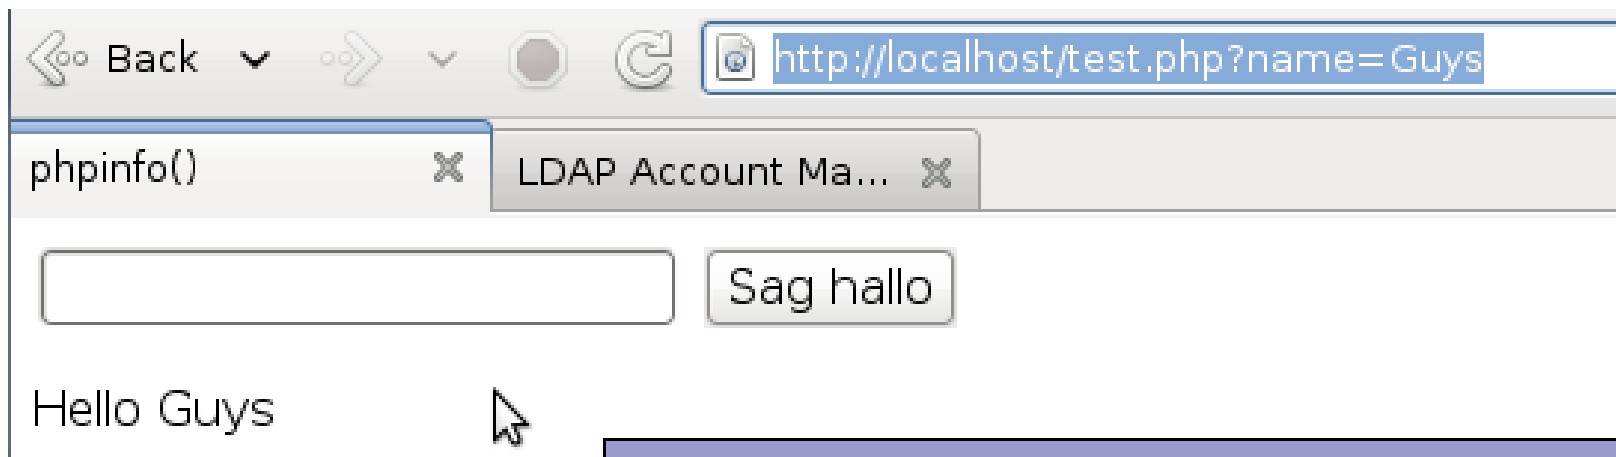 Back
http://localhost/test.php?name=Guys
phpinfo()
LDAP Account Ma...
Sag hallo
Hello Guys